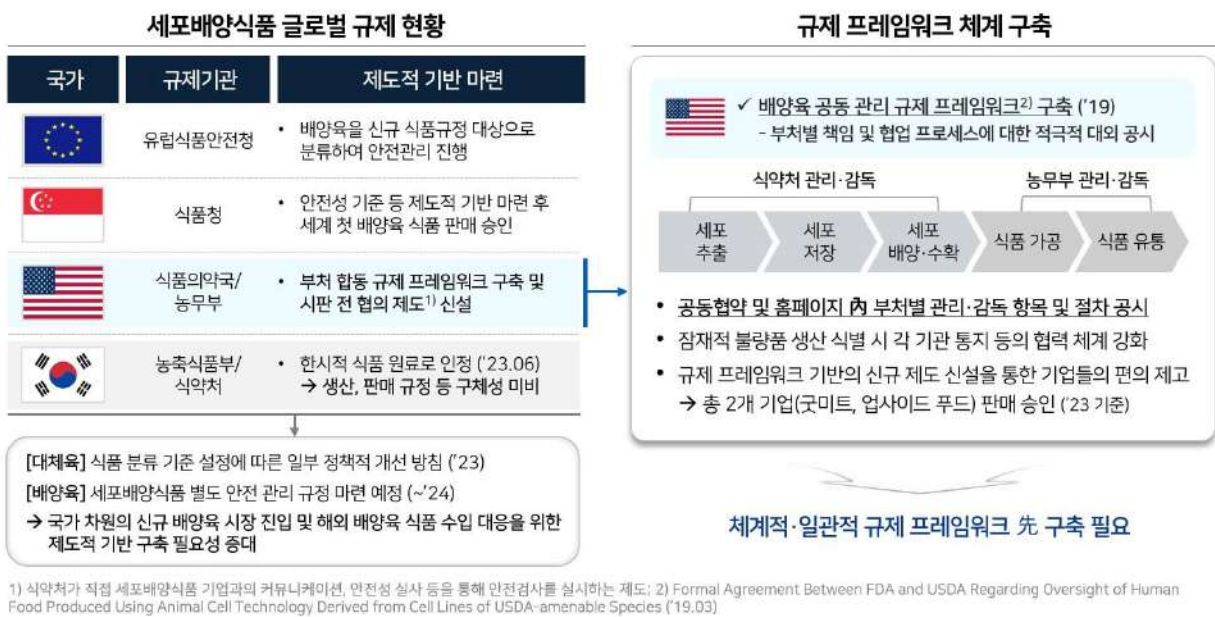 세포배양식품 글로벌 규제 현황
국가
규제기관
제도적 기반 마련
유럽식품안전청
• 배양육을 신규 식품규정 대상으로
분류하여 안전관리 진행
식품청
• 안전성 기준 등 제도적 기반 마련 후
세계 첫 배양육 식품 판매 승인
식품의약국/
농무부
• 부처 합동 규제 프레임워크 구축 및
시판 전 협의 제도1) 신설
농축식품부/
식약처
• 한시적 식품 원료로 인정 ('23.06)
→ 생산, 판매 규정 등 구체성 미비
[대체육] 식품 분류 기준 설정에 따른 일부 정책적 개선 방침 ('23)
[배양육] 세포배양식품 별도 안전 관리 규정 마련 예정 (~'24)
→ 국가 차원의 신규 배양육 시장 진입 및 해외 배양육 식품 수입 대응을 위한
제도적 기반 구축 필요성 증대
규제 프레임워크 체계 구축
✓ 배양육 공동 관리 규제 프레임워크2) 구축 ('19)
- 부처별 책임 및 협업 프로세스에 대한 적극적 대외 공시
식약처 관리·감독
농무부 관리·감독
세포
추출
세포
저장
세포
배양·수확
식품 가공
식품 유통
• 공동협약 및 홈페이지 內 부처별 관리·감독 항목 및 절차 공시
• 잠재적 불량품 생산 식별 시 각 기관 통지 등의 협력 체계 강화
• 규제 프레임워크 기반의 신규 제도 신설을 통한 기업들의 편의 제고
→ 총 2개 기업(굿미트, 업사이드 푸드) 판매 승인 ('23 기준)
체계적·일관적 규제 프레임워크 先 구축 필요
1) 식약처가 직접 세포배양식품 기업과의 커뮤니케이션, 안전성 실사 등을 통해 안전검사를 실시하는 제도; 2) Formal Agreement Between FDA and USDA Regarding Oversight of Human
Food Produced Using Animal Cell Technology Derived from Cell Lines of USDA-amenable Species ('19.03)